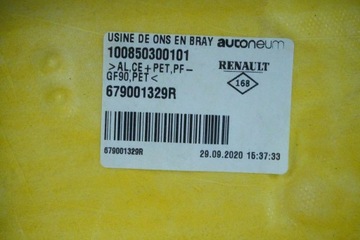 USINE DE ONS EN BRAY autoneum
100850300101
>AL,CE+PET,PF-
GF90,PET<
RENAULT
168
679001329R
679001329R
29.09.2020 15:37:33